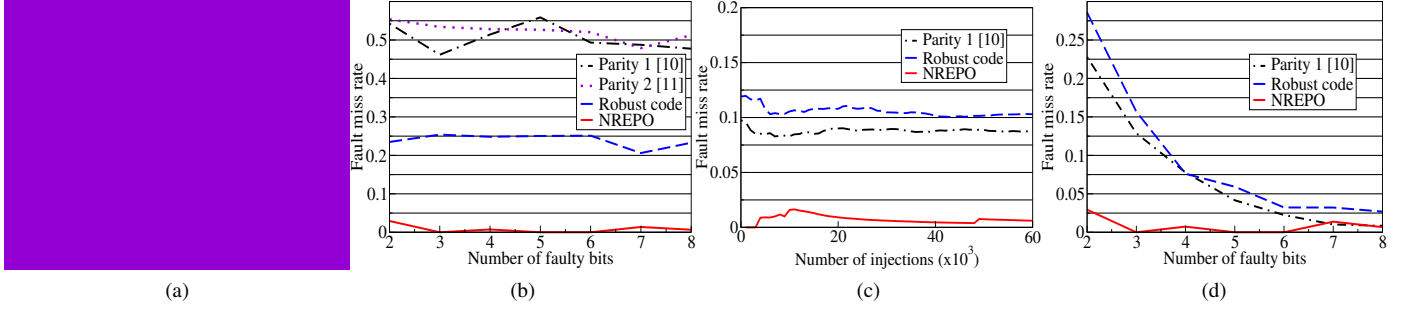 Fault miss rate
0.5
0.4
0.3
0.2
0.1
0
2 3 4 5 6 7 8
Number of faulty bits
Parity 1 [10]
Parity 2 [11]
Robust code
NREPO
Fault miss rate
0.2
0.15
0.1
0.05
0
0 20 40 60
Number of injections (x10³)
Parity 1 [10]
Robust code
NREPO
Fault miss rate
0.25
0.2
0.15
0.1
0.05
0
2 3 4 5 6 7 8
Number of faulty bits
Parity 1 [10]
Robust code
NREPO
(a) (b) (c) (d)